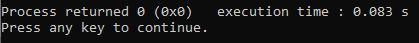 Process returned 0 (0x0)   execution time : 0.083 s
Press any key to continue.